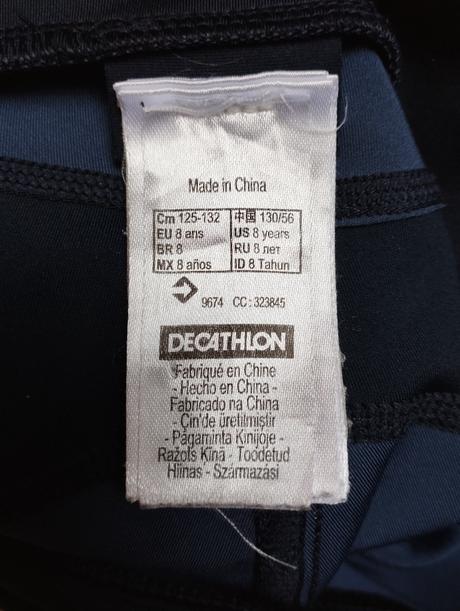 Made in China
Cm 125-132 中国 130/56
EU 8 ans US 8 years
BR 8 RU 8 лет
MX 8 años ID 8 Tahun
9674 CC : 323845
DECATHLON
Fabriqué en Chine
- Hecho en China -
Fabricado na China
- Çin'de üretilmiştir
- Pagaminta Kinijoje -
Ražots Ķīnā - Toodetud
Hiinas - Származási